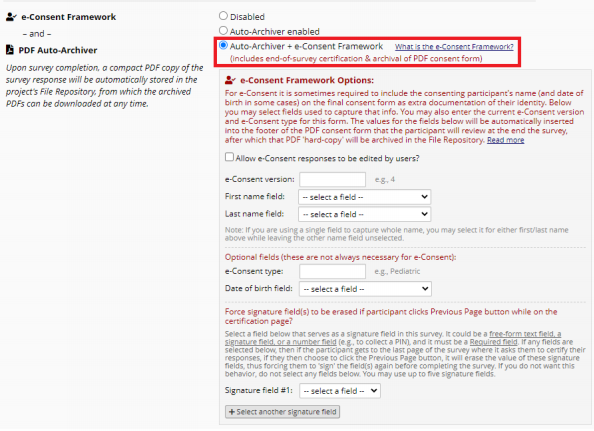 e-Consent Framework
– and –
PDF Auto-Archiver
Upon survey completion, a compact PDF copy of the
survey response will be automatically stored in the
project's File Repository, from which the archived
PDFs can be downloaded at any time.
Disabled
Auto-Archiver enabled
Auto-Archiver + e-Consent Framework What is the e-Consent Framework?
(includes end-of-survey certification & archival of PDF consent form)
e-Consent Framework Options:
For e-Consent it is sometimes required to include the consenting participant's name (and date of
birth in some cases) on the final consent form as extra documentation of their identity. Below
you may select fields used to capture that info. You may also enter the current e-Consent version
and e-Consent type for this form. The values for the fields below will be automatically inserted
into the footer of the PDF consent form that the participant will review at the end the survey,
after which that PDF 'hard-copy' will be archived in the File Repository. Read more
Allow e-Consent responses to be edited by users?
e-Consent version: e.g., 4
First name field: -- select a field --
Last name field: -- select a field --
Note: If you are using a single field to capture whole name, you may select it for either first/last name
above while leaving the other name field unselected.
Optional fields (these are not always necessary for e-Consent):
e-Consent type: e.g., Pediatric
Date of birth field: -- select a field --
Force signature field(s) to be erased if participant clicks Previous Page button while on the
certification page?
Select a field below that serves as a signature field in this survey. It could be a free-form text field, a
signature field, or a number field (e.g., to collect a PIN), and it must be a Required field. If any fields are
selected below, then if the participant gets to the last page of the survey where it asks them to certify their
responses, if they then choose to click the Previous Page button, it will erase the value of these signature
fields, thus forcing them to 'sign' the field(s) again before completing the survey. If you do not want this
behavior, do not select any fields below. You may use up to five signature fields.
Signature field #1: -- select a field --
+ Select another signature field